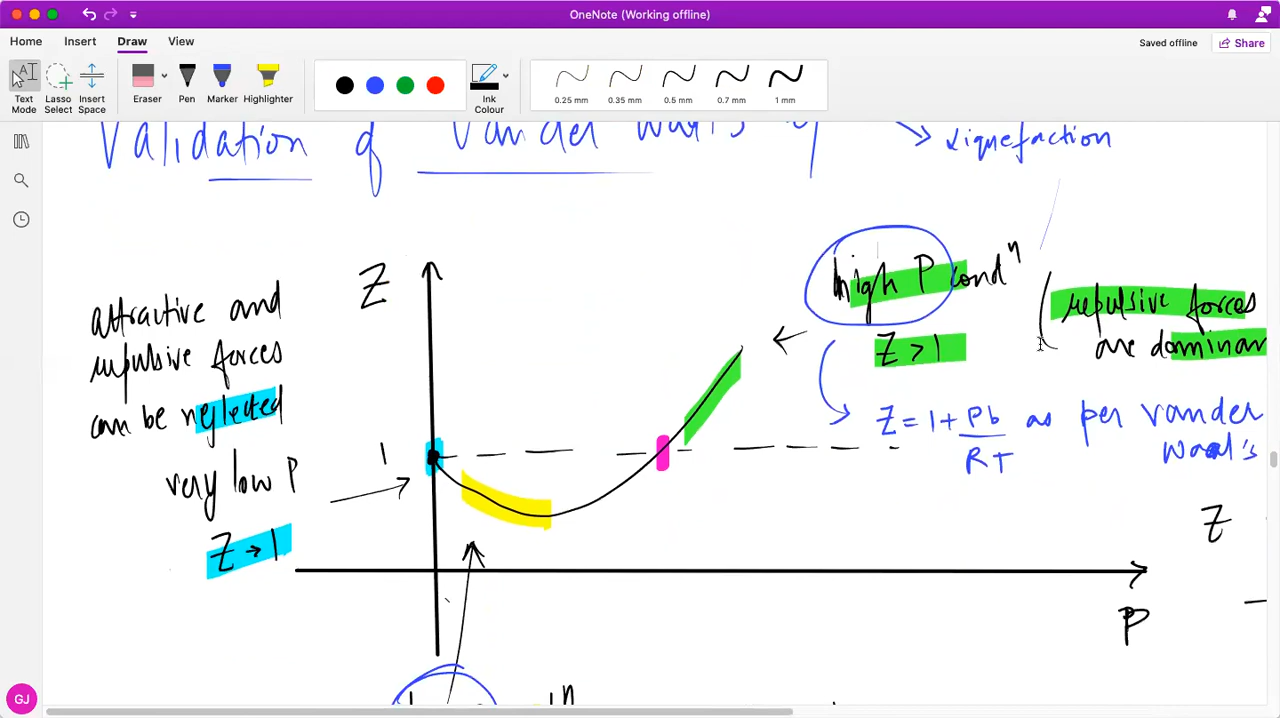 OneNote (Working offline)
Home Insert Draw View
Saved offline
Share
Text Mode
Lasso Select
Insert Space
Eraser
Pen
Marker
Highlighter
Ink Colour
0.25 mm
0.35 mm
0.5 mm
0.7 mm
1 mm
Validation of Vander Waal's
Liquefaction
Z
high P condⁿ
Z > 1
(repulsive forces
are dominan
attractive and
repulsive forces
can be neglected
very low P
Z → 1
1
Z = 1 + Pb/RT as per vander
waal's
Z
P
GJ